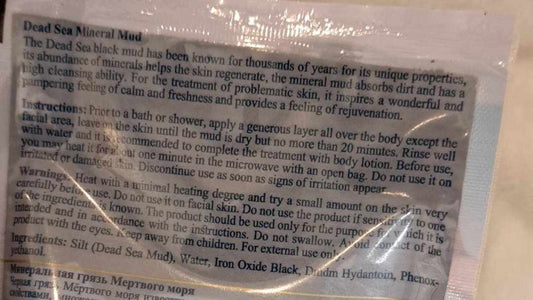 Dead Sea Mineral Mud
The Dead Sea black mud has been known for thousands of years for its unique properties,
its abundance of minerals helps the skin regenerate, the mineral mud absorbs dirt and has a
high cleansing ability. For the treatment of problematic skin, it inspires a wonderful and
pampering feeling of calm and freshness and provides a feeling of rejuvenation.
Instructions: Prior to a bath or shower, apply a generous layer all over the body except the
facial area, leave on the skin until the mud is dry but no more than 20 minutes. Rinse well
with water and it is recommended to complete the treatment with body lotion. Before use,
you may heat it for about one minute in the microwave with an open bag. Do not use it on
irritated or damaged skin. Discontinue use as soon as signs of irritation appear.
Warnings: Heat with a minimal heating degree and try a small amount on the skin very
carefully before use. Do not use it on facial skin. Do not use the product if sensitivity to one
of the ingredients is known. The product should be used only for the purpose for which it is
intended and in accordance with the instructions. Do not swallow. Avoid contact of the
product with the eyes. Keep away from children. For external use only.
Ingredients: Silt (Dead Sea Mud), Water, Iron Oxide Black, Dmdm Hydantoin, Phenox-
yethanol.
Минеральная грязь Мёртвого моря
Черная грязь Мёртвого моря